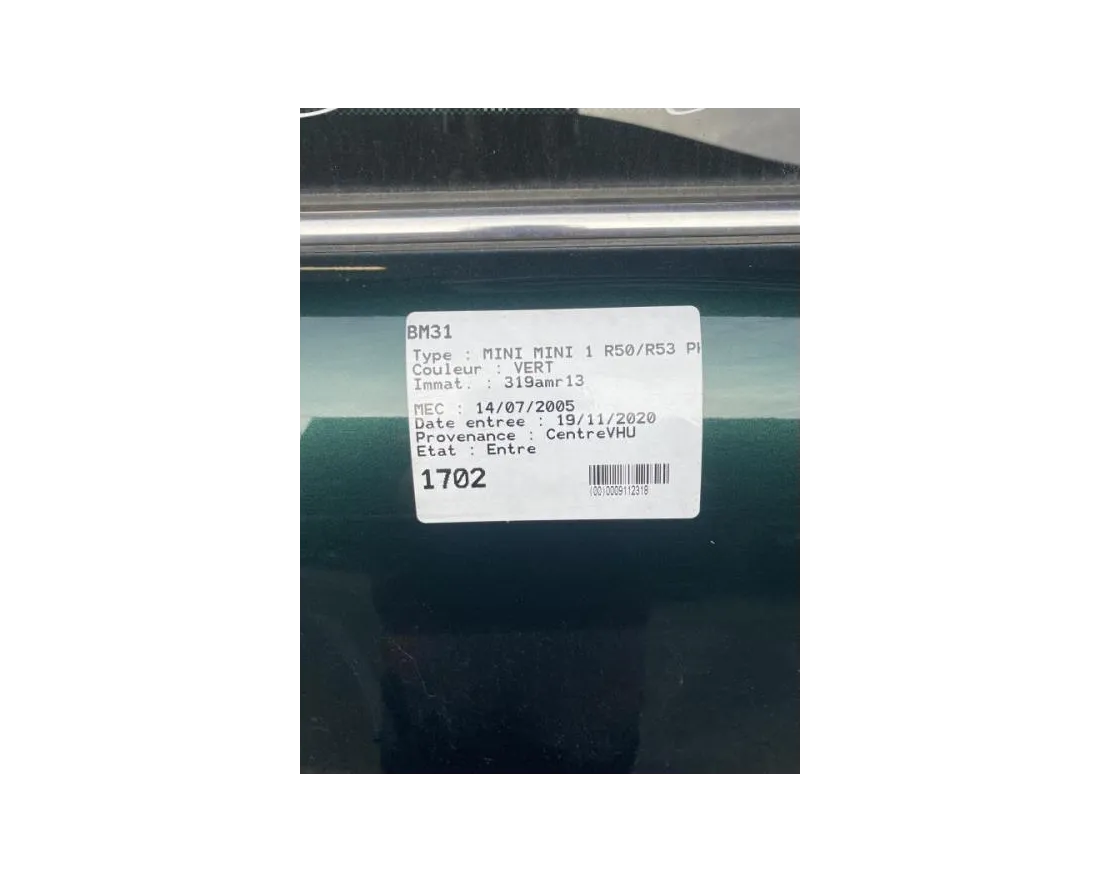 BM31
Type : MINI MINI 1 R50/R53 PH
Couleur : VERT
Immat. : 319amr13
MEC : 14/07/2005
Date entree : 19/11/2020
Provenance : CentreVHU
Etat : Entre
1702
(00)0009112318